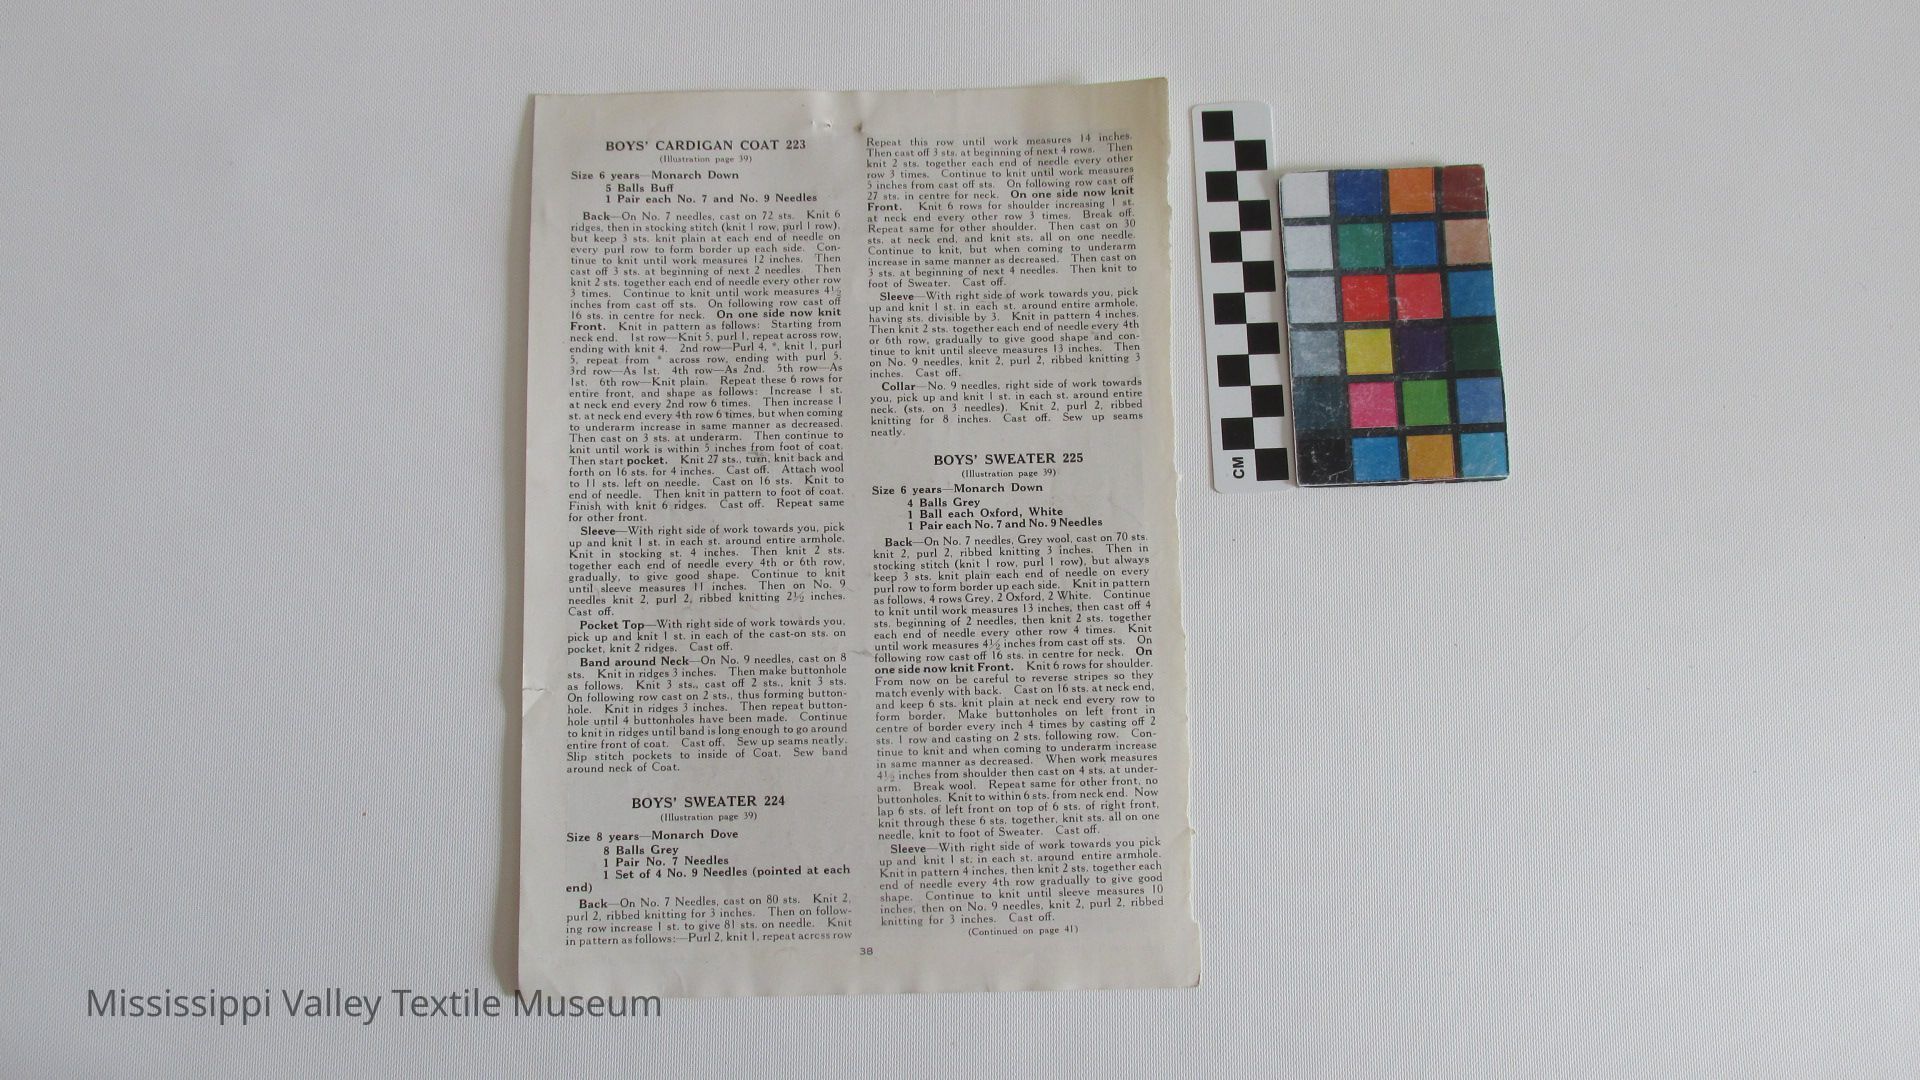 BOYS' CARDIGAN COAT 223
(Illustration page 39)
Size 6 years—Monarch Down
5 Balls Buff
1 Pair each No. 7 and No. 9 Needles
Back—On No. 7 needles, cast on 72 sts. Knit 6
ridges, then in stocking stitch (knit 1 row, purl 1 row),
but keep 3 sts. knit plain at each end of needle on
every purl row to form border up each side. Con-
tinue to knit until work measures 12 inches. Then
cast off 3 sts. at beginning of next 2 needles. Then
knit 2 sts. together each end of needle every other row
3 times. Continue to knit until work measures 4½
inches from cast off sts. On following row cast off
16 sts. in centre for neck. On one side now knit
Front. Knit in pattern as follows: Starting from
neck end. 1st row—Knit 5, purl 1, repeat across row,
ending with knit 4. 2nd row—Purl 4, *, knit 1, purl
5, repeat from * across row, ending with purl 5.
3rd row—As 1st. 4th row—As 2nd. 5th row—As
1st. 6th row—Knit plain. Repeat these 6 rows for
entire front, and shape as follows: Increase 1 st.
at neck end every 2nd row 6 times. Then increase 1
st. at neck end every 4th row 6 times, but when coming
to underarm increase in same manner as decreased.
Then cast on 3 sts. at underarm. Then continue to
knit until work is within 5 inches from foot of coat.
Then start pocket. Knit 27 sts., turn, knit back and
forth on 16 sts. for 4 inches. Cast off. Attach wool
to 11 sts. left on needle. Cast on 16 sts. Knit to
end of needle. Then knit in pattern to foot of coat.
Finish with knit 6 ridges. Cast off. Repeat same
for other front.
Sleeve—With right side of work towards you, pick
up and knit 1 st. in each st. around entire armhole.
Knit in stocking st. 4 inches. Then knit 2 sts.
together each end of needle every 4th or 6th row,
gradually, to give good shape. Continue to knit
until sleeve measures 11 inches. Then on No. 9
needles knit 2, purl 2, ribbed knitting 2½ inches.
Cast off.
Pocket Top—With right side of work towards you,
pick up and knit 1 st. in each of the cast-on sts. on
pocket, knit 2 ridges. Cast off.
Band around Neck—On No. 9 needles, cast on 8
sts. Knit in ridges 3 inches. Then make buttonhole
as follows. Knit 3 sts., cast off 2 sts., knit 3 sts.
On following row cast on 2 sts., thus forming button-
hole. Knit in ridges 3 inches. Then repeat button-
hole until 4 buttonholes have been made. Continue
to knit in ridges until band is long enough to go around
entire front of coat. Cast off. Sew up seams neatly.
Slip stitch pockets to inside of Coat. Sew band
around neck of Coat.
BOYS' SWEATER 224
(Illustration page 39)
Size 8 years—Monarch Dove
8 Balls Grey
1 Pair No. 7 Needles
1 Set of 4 No. 9 Needles (pointed at each
end)
Back—On No. 7 Needles, cast on 80 sts. Knit 2,
purl 2, ribbed knitting for 3 inches. Then on follow-
ing row increase 1 st. to give 81 sts. on needle. Knit
in pattern as follows:—Purl 2, knit 1, repeat across row
Repeat this row until work measures 14 inches.
Then cast off 3 sts. at beginning of next 4 rows. Then
knit 2 sts. together each end of needle every other
row 3 times. Continue to knit until work measures
5 inches from cast off sts. On following row cast off
27 sts. in centre for neck. On one side now knit
Front. Knit 6 rows for shoulder increasing 1 st.
at neck end every other row 3 times. Break off.
Repeat same for other shoulder. Then cast on 30
sts. at neck end, and knit sts. all on one needle.
Continue to knit, but when coming to underarm
increase in same manner as decreased. Then cast on
3 sts. at beginning of next 4 needles. Then knit to
foot of Sweater. Cast off.
Sleeve—With right side of work towards you, pick
up and knit 1 st. in each st. around entire armhole,
having sts. divisible by 3. Knit in pattern 4 inches.
Then knit 2 sts. together each end of needle every 4th
or 6th row, gradually to give good shape and con-
tinue to knit until sleeve measures 13 inches. Then
on No. 9 needles, knit 2, purl 2, ribbed knitting 3
inches. Cast off.
Collar—No. 9 needles, right side of work towards
you, pick up and knit 1 st. in each st. around entire
neck. (sts. on 3 needles). Knit 2, purl 2, ribbed
knitting for 8 inches. Cast off. Sew up seams
neatly.
BOYS' SWEATER 225
(Illustration page 39)
Size 6 years—Monarch Down
4 Balls Grey
1 Ball each Oxford, White
1 Pair each No. 7 and No. 9 Needles
Back—On No. 7 needles, Grey wool, cast on 70 sts.
knit 2, purl 2, ribbed knitting 3 inches. Then in
stocking stitch (knit 1 row, purl 1 row), but always
keep 3 sts. knit plain each end of needle on every
purl row to form border up each side. Knit in pattern
as follows, 4 rows Grey, 2 Oxford, 2 White. Continue
to knit until work measures 13 inches, then cast off 4
sts. beginning of 2 needles, then knit 2 sts. together
each end of needle every other row 4 times. Knit
until work measures 4½ inches from cast off sts. On
following row cast off 16 sts. in centre for neck. On
one side now knit Front. Knit 6 rows for shoulder.
From now on be careful to reverse stripes so they
match evenly with back. Cast on 16 sts. at neck end,
and keep 6 sts. knit plain at neck end every row to
form border. Make buttonholes on left front in
centre of border every inch 4 times by casting off 2
sts. 1 row and casting on 2 sts. following row. Con-
tinue to knit and when coming to underarm increase
in same manner as decreased. When work measures
4½ inches from shoulder then cast on 4 sts. at under-
arm. Break wool. Repeat same for other front, no
buttonholes. Knit to within 6 sts. from neck end. Now
lap 6 sts. of left front on top of 6 sts. of right front,
knit through these 6 sts. together, knit sts. all on one
needle, knit to foot of Sweater. Cast off.
Sleeve—With right side of work towards you pick
up and knit 1 st. in each st. around entire armhole.
Knit in pattern 4 inches, then knit 2 sts. together each
end of needle every 4th row gradually to give good
shape. Continue to knit until sleeve measures 10
inches, then on No. 9 needles, knit 2, purl 2, ribbed
knitting for 3 inches. Cast off.
(Continued on page 41)
38
CM
Mississippi Valley Textile Museum